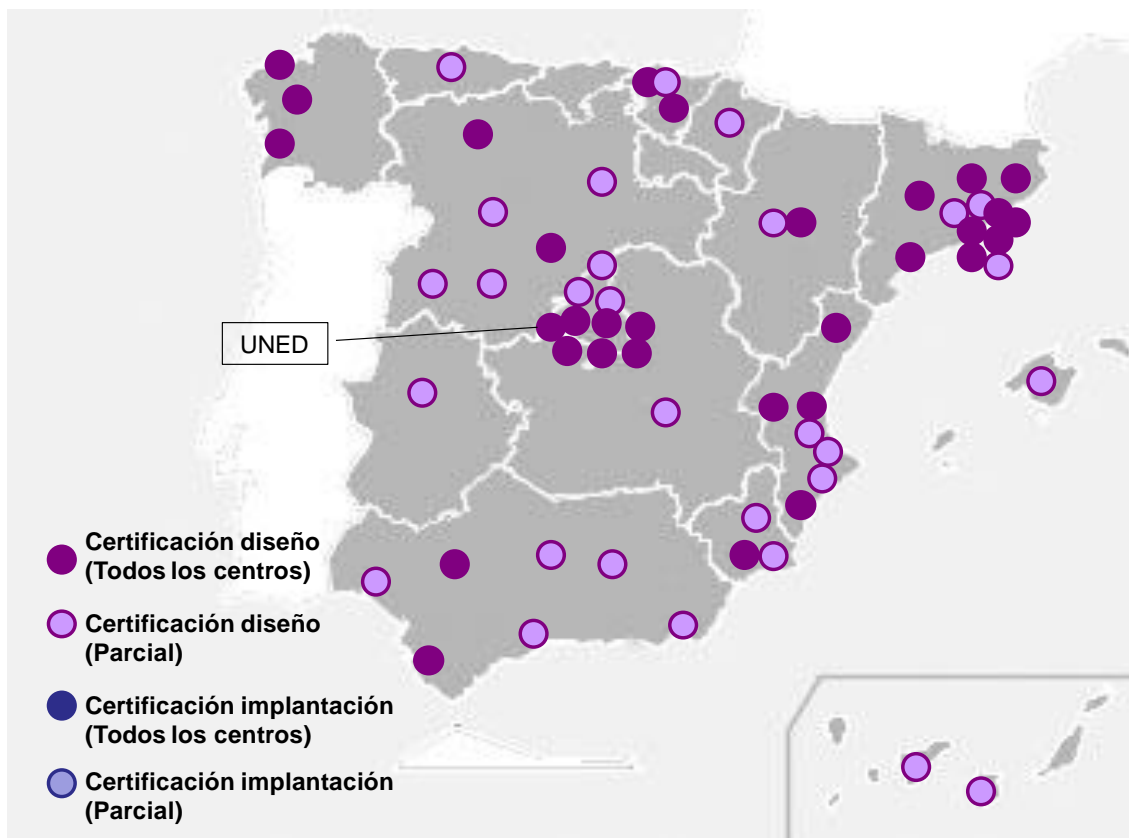 UNED
Certificación diseño
(Todos los centros)
Certificación diseño
(Parcial)
Certificación implantación
(Todos los centros)
Certificación implantación
(Parcial)